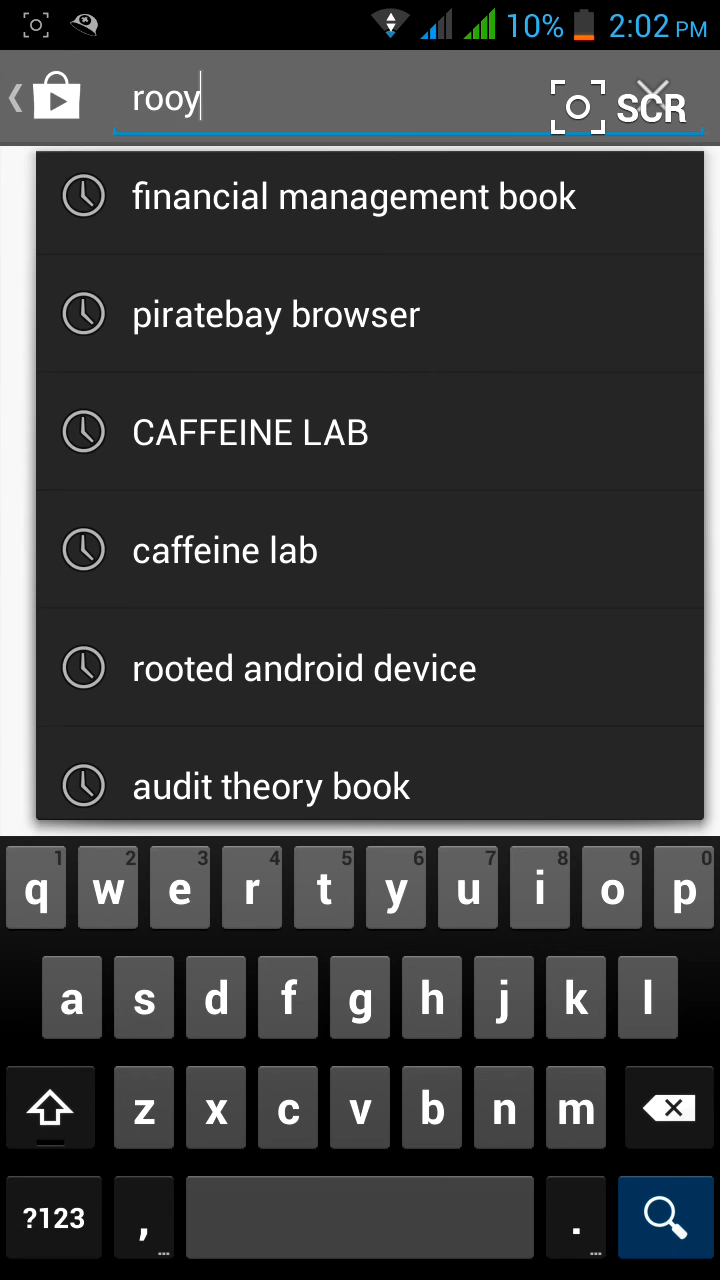 10% 2:02 PM
rooy SCR
financial management book
piratebay browser
CAFFEINE LAB
caffeine lab
rooted android device
audit theory book
1 2 3 4 5 6 7 8 9 0
q w e r t y u i o p
a s d f g h j k l
z x c v b n m
?123 , ... . ...